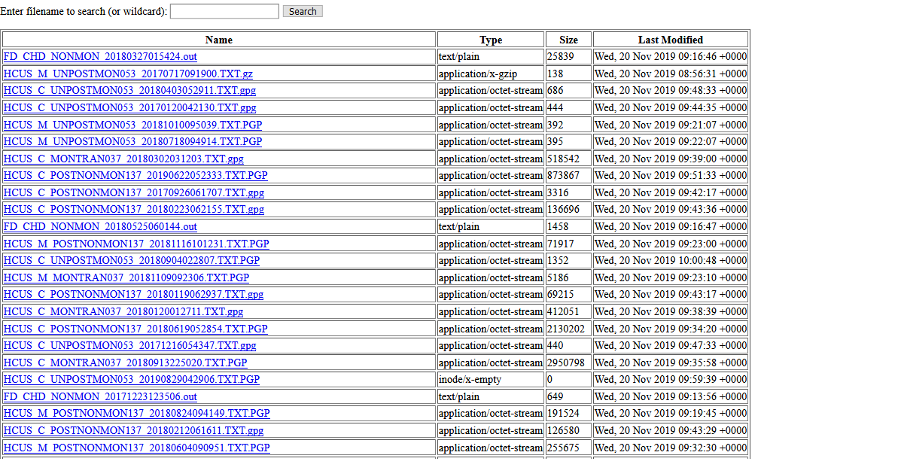 Enter filename to search (or wildcard): Search
Name Type Size Last Modified
FD_CHD_NONMON_20180327015424.out text/plain 25839 Wed, 20 Nov 2019 09:16:46 +0000
HCUS_M_UNPOSTMON053_20170717091900.TXT.gz application/x-gzip 138 Wed, 20 Nov 2019 08:56:31 +0000
HCUS_C_UNPOSTMON053_20180403052911.TXT.gpg application/octet-stream 686 Wed, 20 Nov 2019 09:48:33 +0000
HCUS_C_UNPOSTMON053_20170120042130.TXT.gpg application/octet-stream 444 Wed, 20 Nov 2019 09:44:35 +0000
HCUS_M_UNPOSTMON053_20181010095039.TXT.PGP application/octet-stream 392 Wed, 20 Nov 2019 09:21:07 +0000
HCUS_M_UNPOSTMON053_20180718094914.TXT.PGP application/octet-stream 395 Wed, 20 Nov 2019 09:22:07 +0000
HCUS_C_MONTRAN037_20180302031203.TXT.gpg application/octet-stream 518542 Wed, 20 Nov 2019 09:39:00 +0000
HCUS_C_POSTNONMON137_20190622052333.TXT.PGP application/octet-stream 873867 Wed, 20 Nov 2019 09:51:33 +0000
HCUS_C_POSTNONMON137_20170926061707.TXT.gpg application/octet-stream 3316 Wed, 20 Nov 2019 09:42:17 +0000
HCUS_C_POSTNONMON137_20180223062155.TXT.gpg application/octet-stream 136696 Wed, 20 Nov 2019 09:43:36 +0000
FD_CHD_NONMON_20180525060144.out text/plain 1458 Wed, 20 Nov 2019 09:16:47 +0000
HCUS_M_POSTNONMON137_20181116101231.TXT.PGP application/octet-stream 71917 Wed, 20 Nov 2019 09:23:00 +0000
HCUS_C_UNPOSTMON053_20180904022807.TXT.PGP application/octet-stream 1352 Wed, 20 Nov 2019 10:00:48 +0000
HCUS_M_MONTRAN037_20181109092306.TXT.PGP application/octet-stream 5186 Wed, 20 Nov 2019 09:23:10 +0000
HCUS_C_POSTNONMON137_20180119062937.TXT.gpg application/octet-stream 69215 Wed, 20 Nov 2019 09:43:17 +0000
HCUS_C_MONTRAN037_20180120012711.TXT.gpg application/octet-stream 412051 Wed, 20 Nov 2019 09:38:39 +0000
HCUS_C_POSTNONMON137_20180619052854.TXT.PGP application/octet-stream 2130202 Wed, 20 Nov 2019 09:34:20 +0000
HCUS_C_UNPOSTMON053_20171216054347.TXT.gpg application/octet-stream 440 Wed, 20 Nov 2019 09:47:33 +0000
HCUS_C_MONTRAN037_20180913225020.TXT.PGP application/octet-stream 2950798 Wed, 20 Nov 2019 09:35:58 +0000
HCUS_C_UNPOSTMON053_20190829042906.TXT.PGP inode/x-empty 0 Wed, 20 Nov 2019 09:59:39 +0000
FD_CHD_NONMON_20171223123506.out text/plain 649 Wed, 20 Nov 2019 09:13:56 +0000
HCUS_M_POSTNONMON137_20180824094149.TXT.PGP application/octet-stream 191524 Wed, 20 Nov 2019 09:19:45 +0000
HCUS_C_POSTNONMON137_20180212061611.TXT.gpg application/octet-stream 126580 Wed, 20 Nov 2019 09:43:29 +0000
HCUS_M_POSTNONMON137_20180604090951.TXT.PGP application/octet-stream 255675 Wed, 20 Nov 2019 09:32:30 +0000